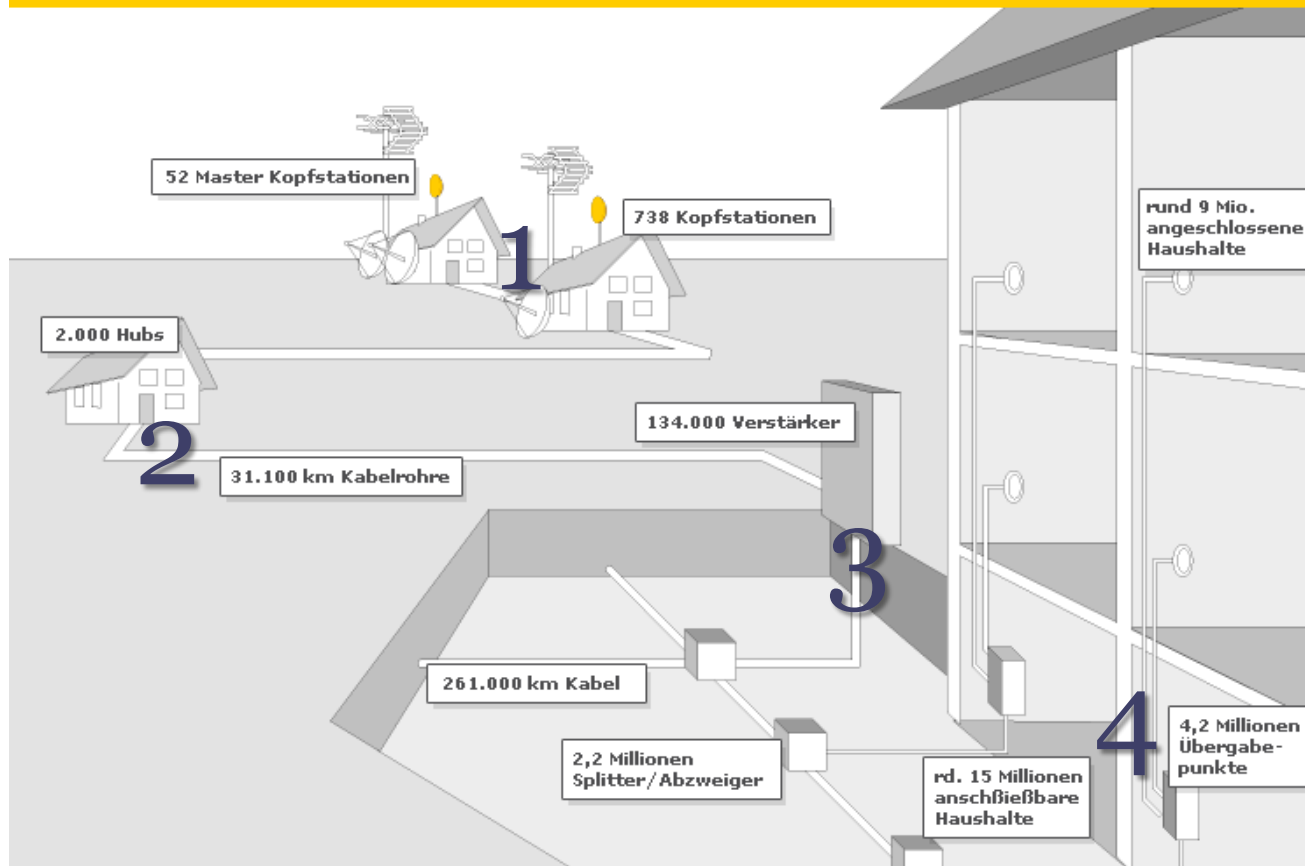 52 Master Kopfstationen
738 Kopfstationen
1
rund 9 Mio.
angeschlossene
Haushalte
2.000 Hubs
2
134.000 Verstärker
31.100 km Kabelrohre
3
261.000 km Kabel
2,2 Millionen
Splitter/Abzweiger
rd. 15 Millionen
anschßießbare
Haushalte
4
4,2 Millionen
Übergabe-
punkte